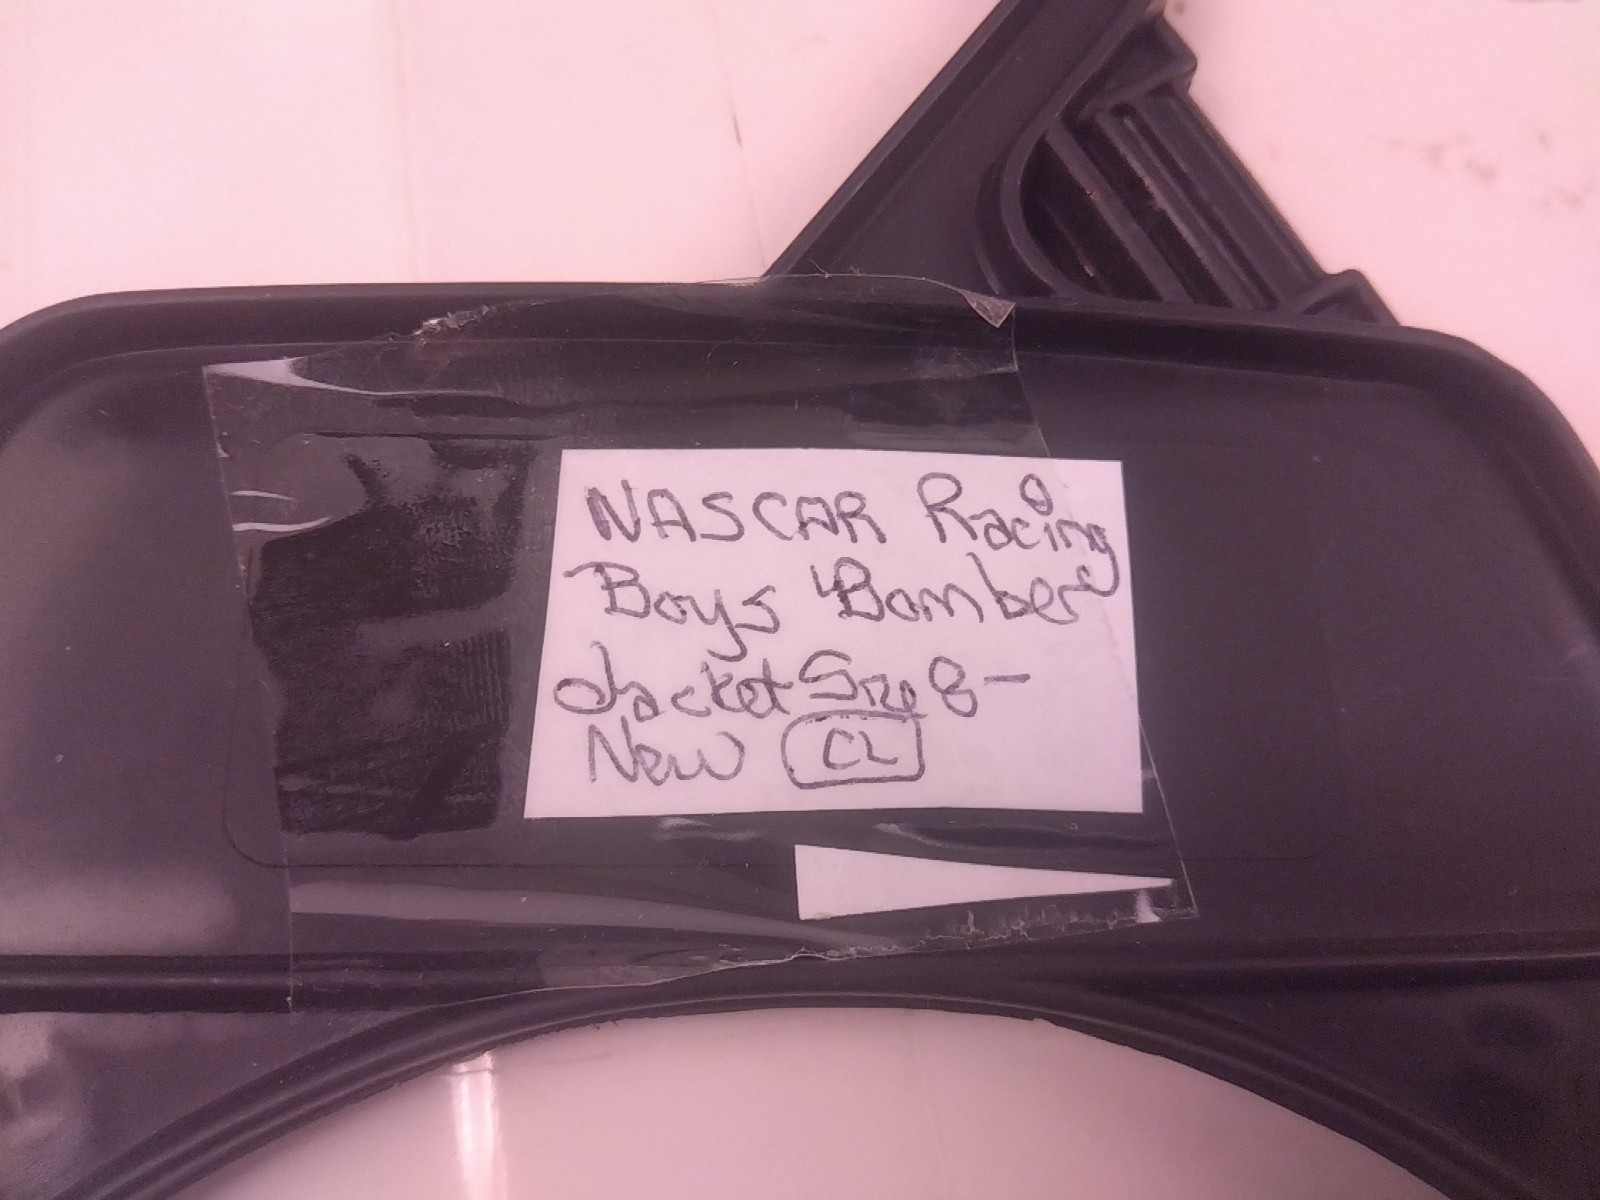 NASCAR Racing
Boys Bomber
Jacket Size 8-
New CL